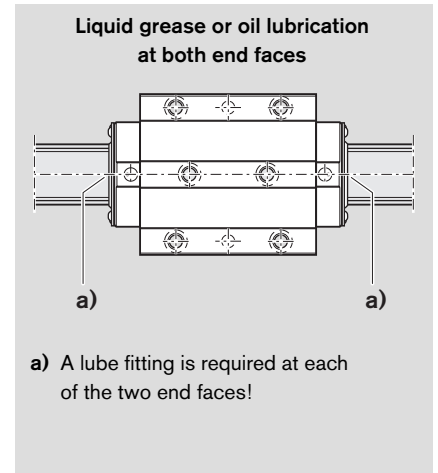 Liquid grease or oil lubrication
at both end faces
a)
a)
a) A lube fitting is required at each
of the two end faces!